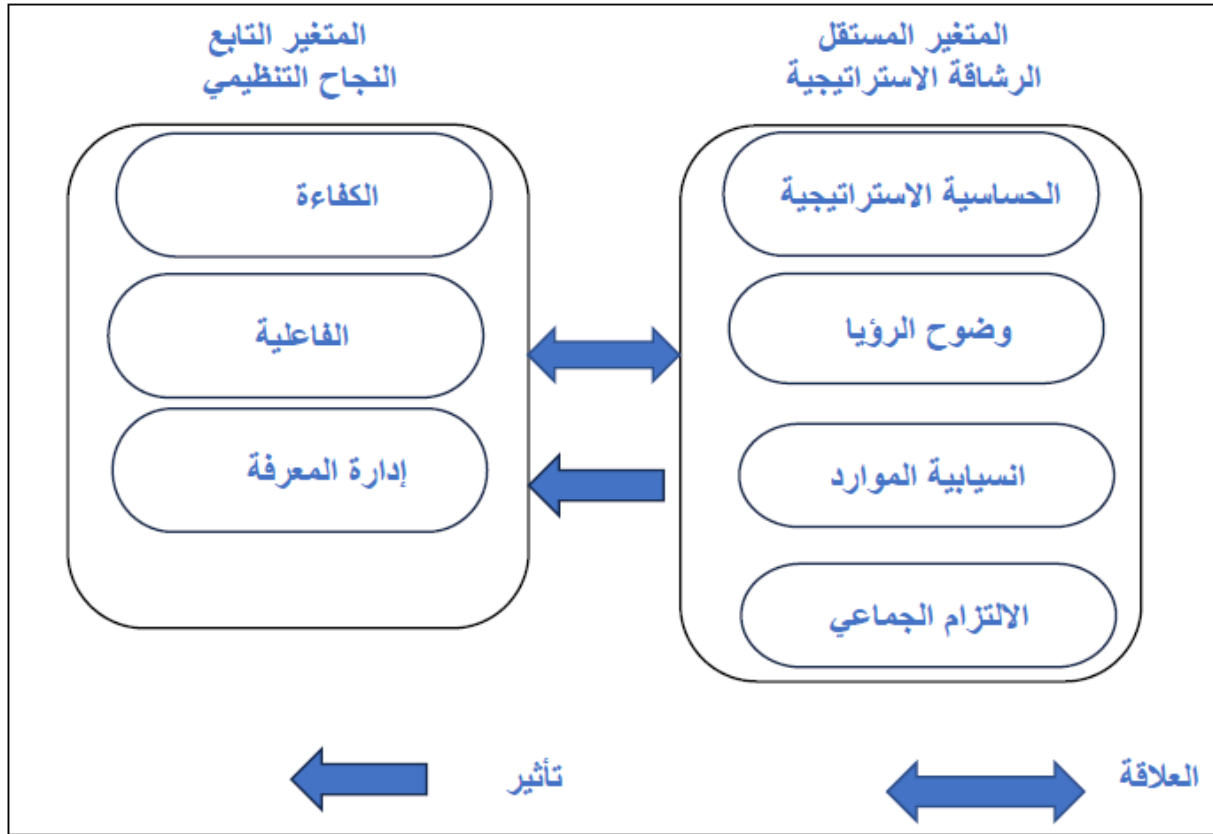 المتغير المستقل
الرشاقة الاستراتيجية
الحساسية الاستراتيجية
وضوح الرؤيا
انسيابية الموارد
الالتزام الجماعي
المتغير التابع
النجاح التنظيمي
الكفاءة
الفاعلية
إدارة المعرفة
العلاقة
تأثير